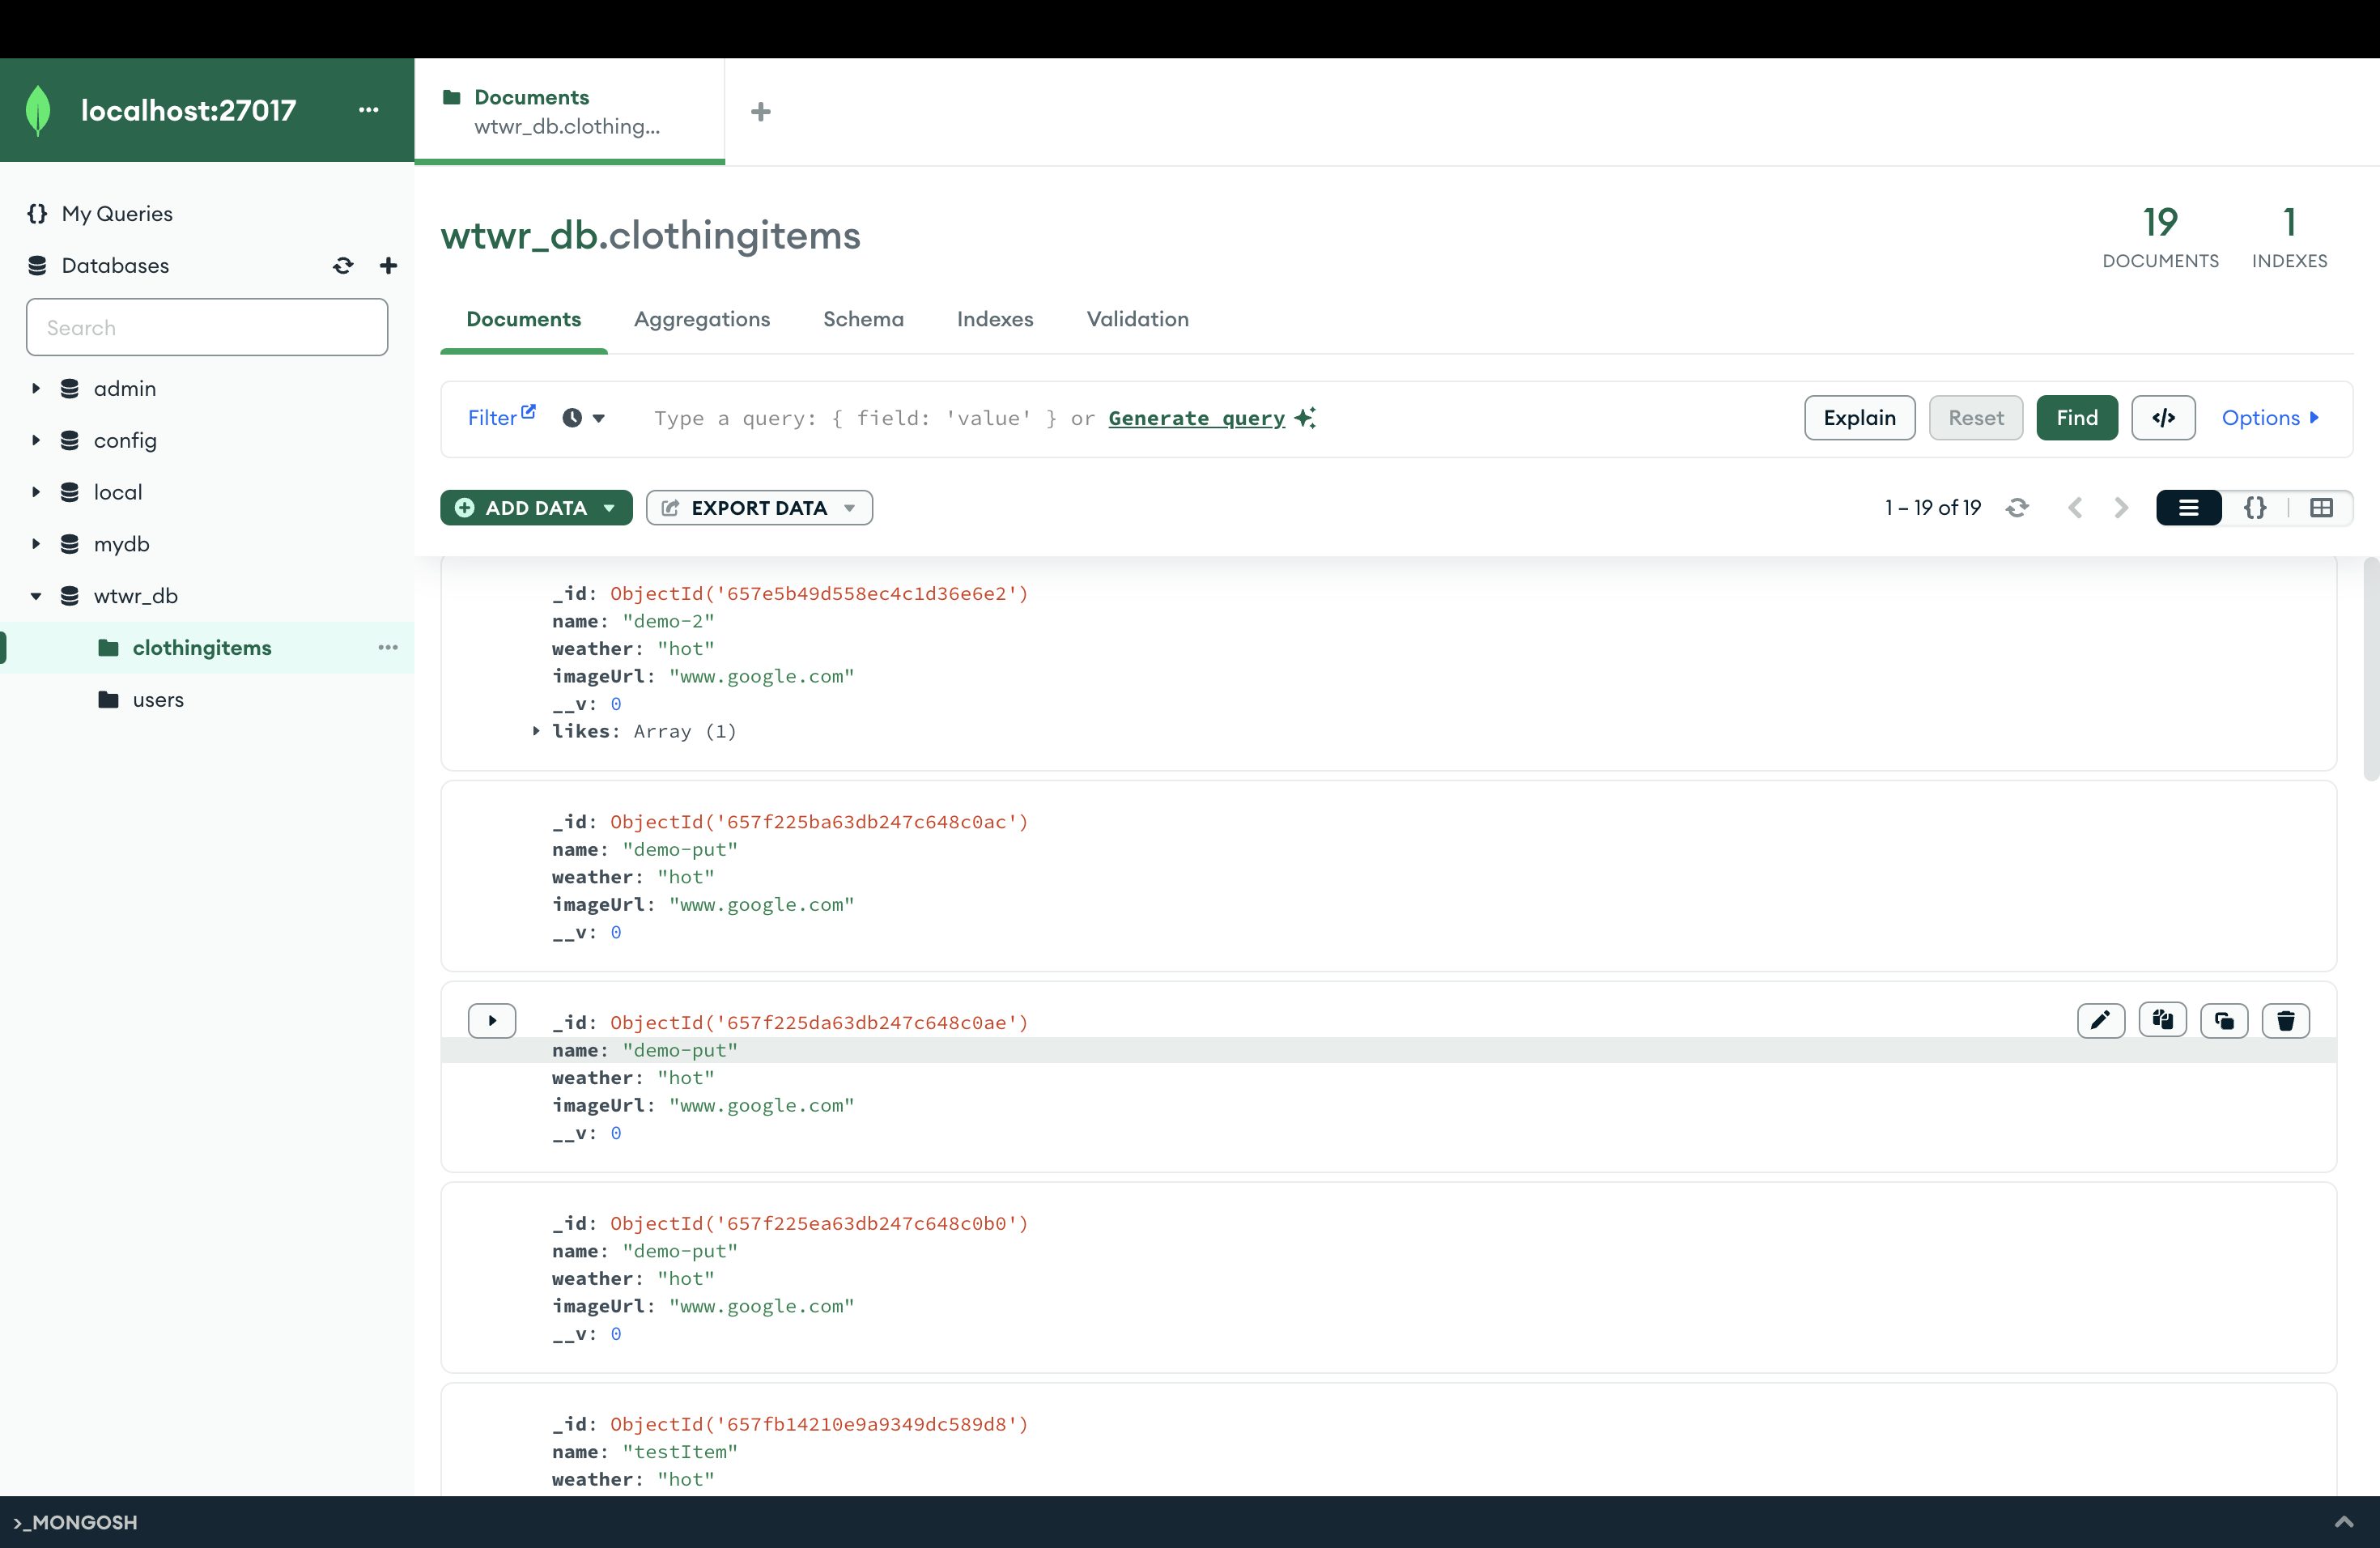 localhost:27017
Documents
wtwr_db.clothing...
My Queries
Databases
Search
admin
config
local
mydb
wtwr_db
clothingitems
users
wtwr_db.clothingitems
19
DOCUMENTS
1
INDEXES
Documents Aggregations Schema Indexes Validation
Filter Type a query: { field: 'value' } or Generate query Explain Reset Find </> Options
ADD DATA EXPORT DATA 1 – 19 of 19 {}
_id: ObjectId('657e5b49d558ec4c1d36e6e2')
name: "demo-2"
weather: "hot"
imageUrl: "www.google.com"
__v: 0
likes: Array (1)
_id: ObjectId('657f225ba63db247c648c0ac')
name: "demo-put"
weather: "hot"
imageUrl: "www.google.com"
__v: 0
_id: ObjectId('657f225da63db247c648c0ae')
name: "demo-put"
weather: "hot"
imageUrl: "www.google.com"
__v: 0
_id: ObjectId('657f225ea63db247c648c0b0')
name: "demo-put"
weather: "hot"
imageUrl: "www.google.com"
__v: 0
_id: ObjectId('657fb14210e9a9349dc589d8')
name: "testItem"
weather: "hot"
>_MONGOSH